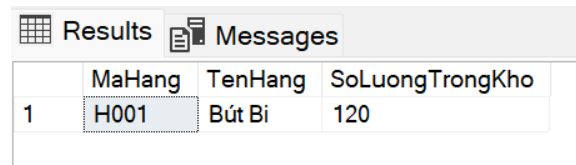 Results Messages
MaHang TenHang SoLuongTrongKho
1 H001 Bút Bi 120